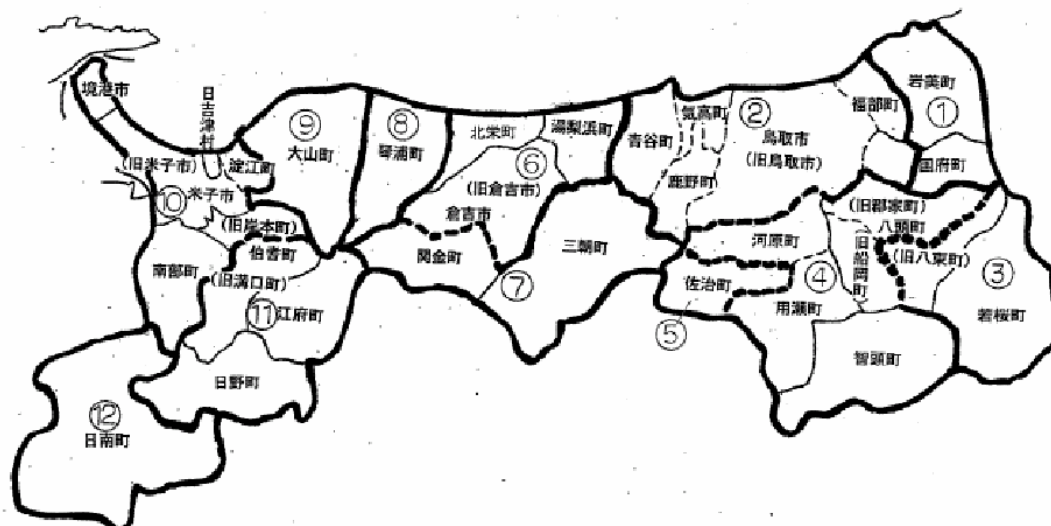 境港市
日吉津村
(旧米子市)
淀江町
⑩
米子市
(旧岸本町)
伯耆町
南部町
(旧溝口町)
⑪
江府町
日野町
⑫
日南町
⑨
大山町
⑧
琴浦町
北栄町
湯梨浜町
⑥
(旧倉吉市)
倉吉市
関金町
⑦
三朝町
青谷町
気高町
鹿野町
②
鳥取市
(旧鳥取市)
福部町
岩美町
①
国府町
(旧郡家町)
八頭町
旧船岡町
(旧八東町)
河原町
④
佐治町
用瀬町
⑤
③
若桜町
智頭町